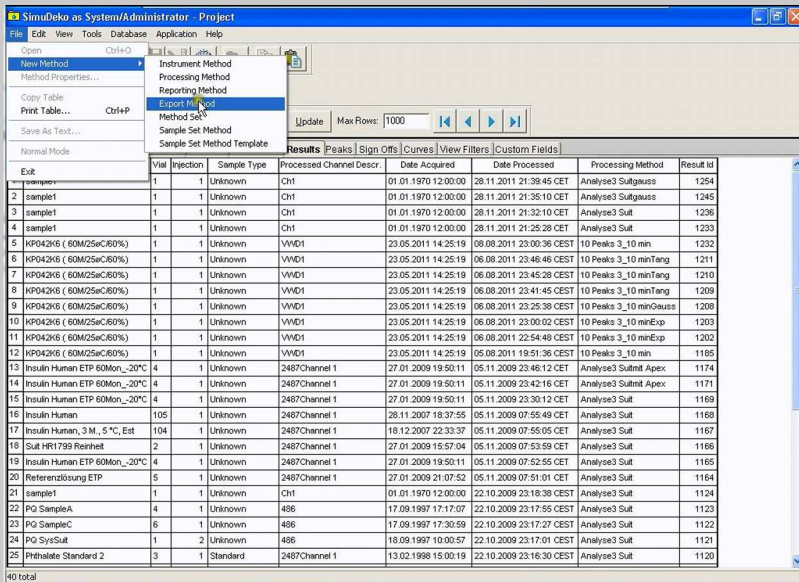 SimuDeko as System/Administrator - Project
File Edit View Tools Database Application Help
Open Ctrl+O
New Method
Method Properties...
Copy Table
Print Table... Ctrl+P
Save As Text...
Normal Mode
Exit
Instrument Method
Processing Method
Reporting Method
Export Method
Method Set
Sample Set Method
Sample Set Method Template
Update Max Rows: 1000
Results Peaks Sign Offs Curves View Filters Custom Fields
Vial Injection Sample Type Processed Channel Descr. Date Acquired Date Processed Processing Method Result Id
1 sample1 1 1 Unknown Ch1 01.01.1970 12:00:00 28.11.2011 21:39:45 CET Analyse3 Suitgauss 1254
2 sample1 1 1 Unknown Ch1 01.01.1970 12:00:00 28.11.2011 21:35:10 CET Analyse3 Suitgauss 1245
3 sample1 1 1 Unknown Ch1 01.01.1970 12:00:00 28.11.2011 21:32:10 CET Analyse3 Suit 1236
4 sample1 1 1 Unknown Ch1 01.01.1970 12:00:00 28.11.2011 21:25:28 CET Analyse3 Suit 1233
5 KP042K6 ( 60M/25øC/60%) 1 1 Unknown VWD1 23.05.2011 14:25:19 08.08.2011 23:00:36 CEST 10 Peaks 3_10 min 1232
6 KP042K6 ( 60M/25øC/60%) 1 1 Unknown VWD1 23.05.2011 14:25:19 06.08.2011 23:46:46 CEST 10 Peaks 3_10 minTang 1211
7 KP042K6 ( 60M/25øC/60%) 1 1 Unknown VWD1 23.05.2011 14:25:19 06.08.2011 23:45:28 CEST 10 Peaks 3_10 minTang 1210
8 KP042K6 ( 60M/25øC/60%) 1 1 Unknown VWD1 23.05.2011 14:25:19 06.08.2011 23:41:45 CEST 10 Peaks 3_10 minTang 1209
9 KP042K6 ( 60M/25øC/60%) 1 1 Unknown VWD1 23.05.2011 14:25:19 06.08.2011 23:25:38 CEST 10 Peaks 3_10 minGauss 1208
10 KP042K6 ( 60M/25øC/60%) 1 1 Unknown VWD1 23.05.2011 14:25:19 06.08.2011 23:00:02 CEST 10 Peaks 3_10 minExp 1203
11 KP042K6 ( 60M/25øC/60%) 1 1 Unknown VWD1 23.05.2011 14:25:19 06.08.2011 22:54:48 CEST 10 Peaks 3_10 minExp 1202
12 KP042K6 ( 60M/25øC/60%) 1 1 Unknown VWD1 23.05.2011 14:25:19 05.08.2011 19:51:36 CEST 10 Peaks 3_10 min 1185
13 Insulin Human ETP 60Mon_-20°C 4 1 Unknown 2487Channel 1 27.01.2009 19:50:11 05.11.2009 23:46:12 CET Analyse3 Suitmit Apex 1174
14 Insulin Human ETP 60Mon_-20°C 4 1 Unknown 2487Channel 1 27.01.2009 19:50:11 05.11.2009 23:42:16 CET Analyse3 Suitmit Apex 1171
15 Insulin Human ETP 60Mon_-20°C 4 1 Unknown 2487Channel 1 27.01.2009 19:50:11 05.11.2009 23:30:12 CET Analyse3 Suit 1169
16 Insulin Human 105 1 Unknown 2487Channel 1 28.11.2007 18:37:55 05.11.2009 07:55:49 CET Analyse3 Suit 1168
17 Insulin Human, 3 M., 5 °C, Est 104 1 Unknown 2487Channel 1 18.12.2007 22:33:37 05.11.2009 07:55:05 CET Analyse3 Suit 1167
18 Suit HR1799 Reinheit 2 1 Unknown 2487Channel 1 27.01.2009 15:57:04 05.11.2009 07:53:59 CET Analyse3 Suit 1166
19 Insulin Human ETP 60Mon_-20°C 4 1 Unknown 2487Channel 1 27.01.2009 19:50:11 05.11.2009 07:52:55 CET Analyse3 Suit 1165
20 Referenzlösung ETP 5 1 Unknown 2487Channel 1 27.01.2009 21:07:52 05.11.2009 07:51:01 CET Analyse3 Suit 1164
21 sample1 1 1 Unknown Ch1 01.01.1970 12:00:00 22.10.2009 23:18:38 CEST Analyse3 Suit 1124
22 PQ SampleA 4 1 Unknown 486 17.09.1997 17:17:07 22.10.2009 23:17:55 CEST Analyse3 Suit 1123
23 PQ SampleC 6 1 Unknown 486 17.09.1997 17:30:59 22.10.2009 23:17:27 CEST Analyse3 Suit 1122
24 PQ SysSuit 1 2 Unknown 486 18.09.1997 10:00:57 22.10.2009 23:17:01 CEST Analyse3 Suit 1121
25 Phthalate Standard 2 3 1 Standard 2487Channel 1 13.02.1998 15:00:19 22.10.2009 23:16:30 CEST Analyse3 Suit 1120
40 total